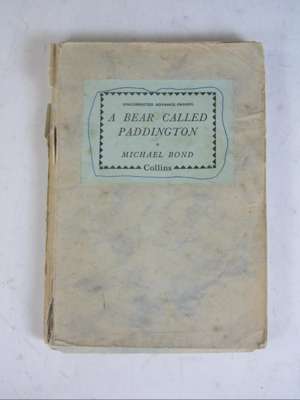 UNCORRECTED ADVANCE PROOFS
A BEAR CALLED
PADDINGTON
MICHAEL BOND
Collins